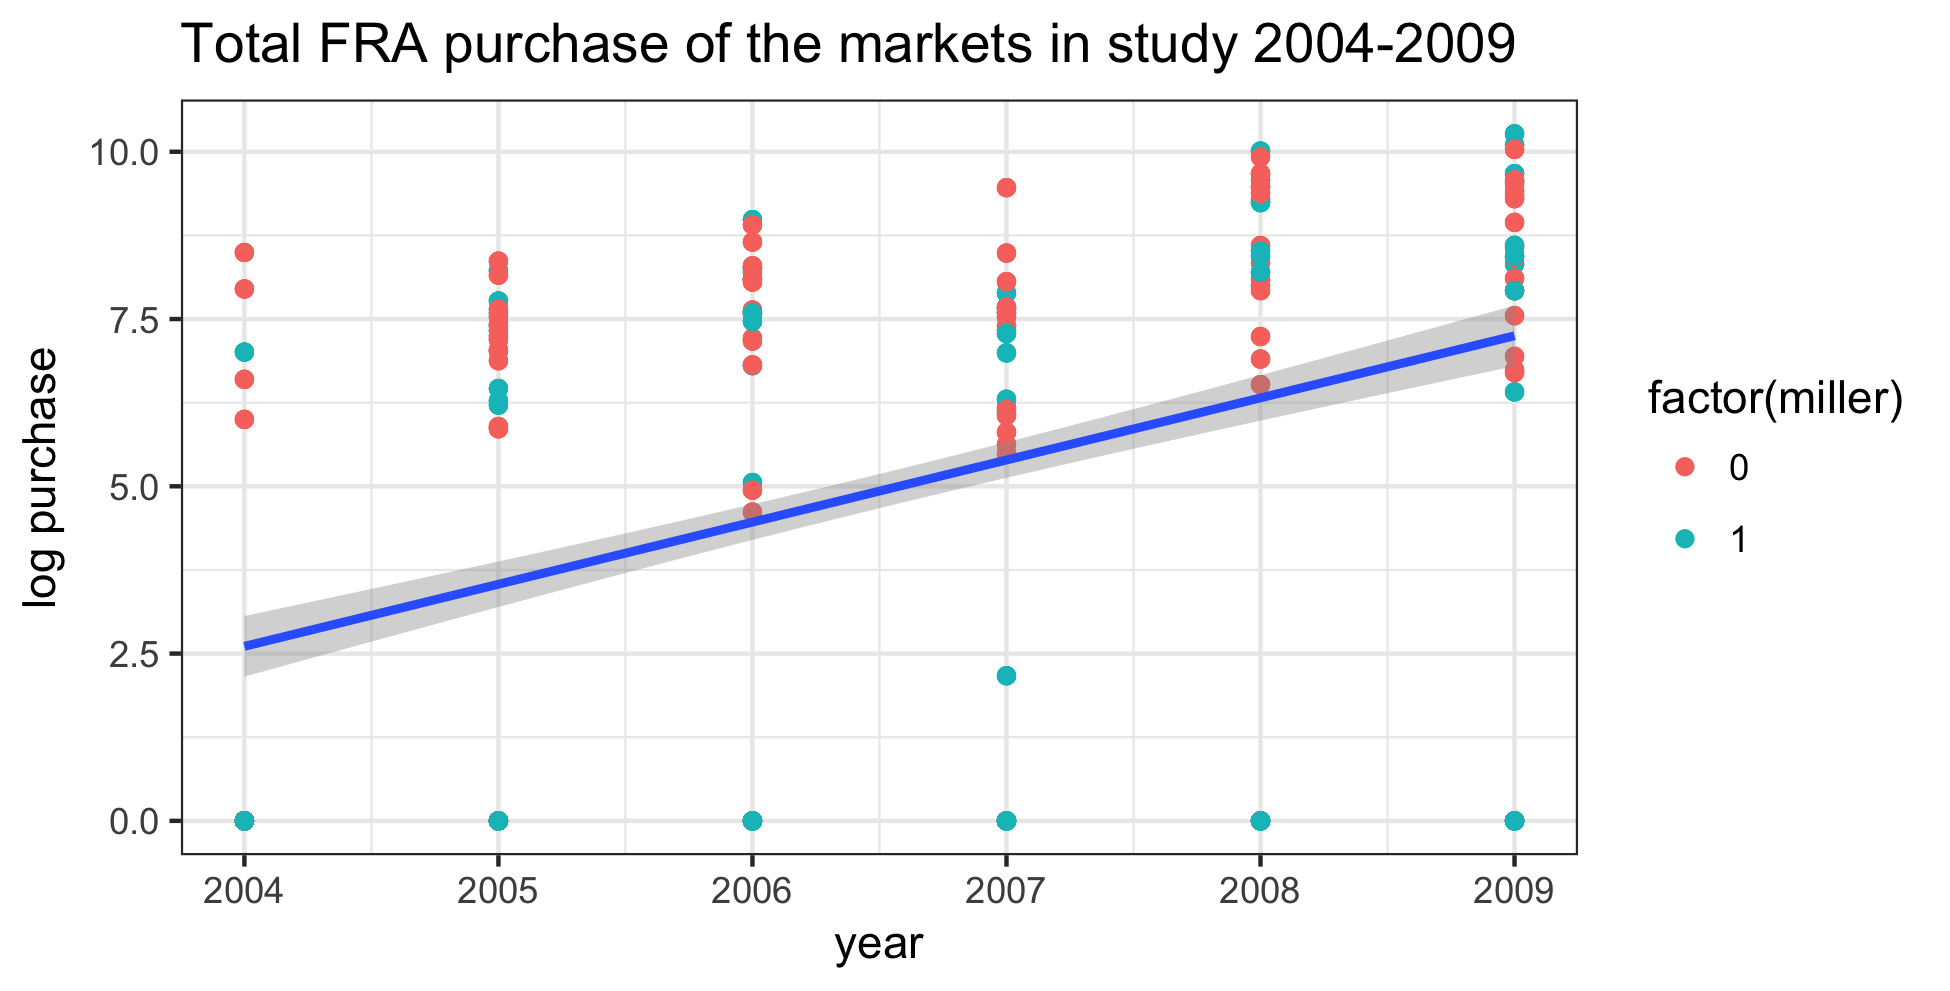 Total FRA purchase of the markets in study 2004-2009
10.0
7.5
5.0
2.5
0.0
log purchase
2004 2005 2006 2007 2008 2009
year
factor(miller)
0
1